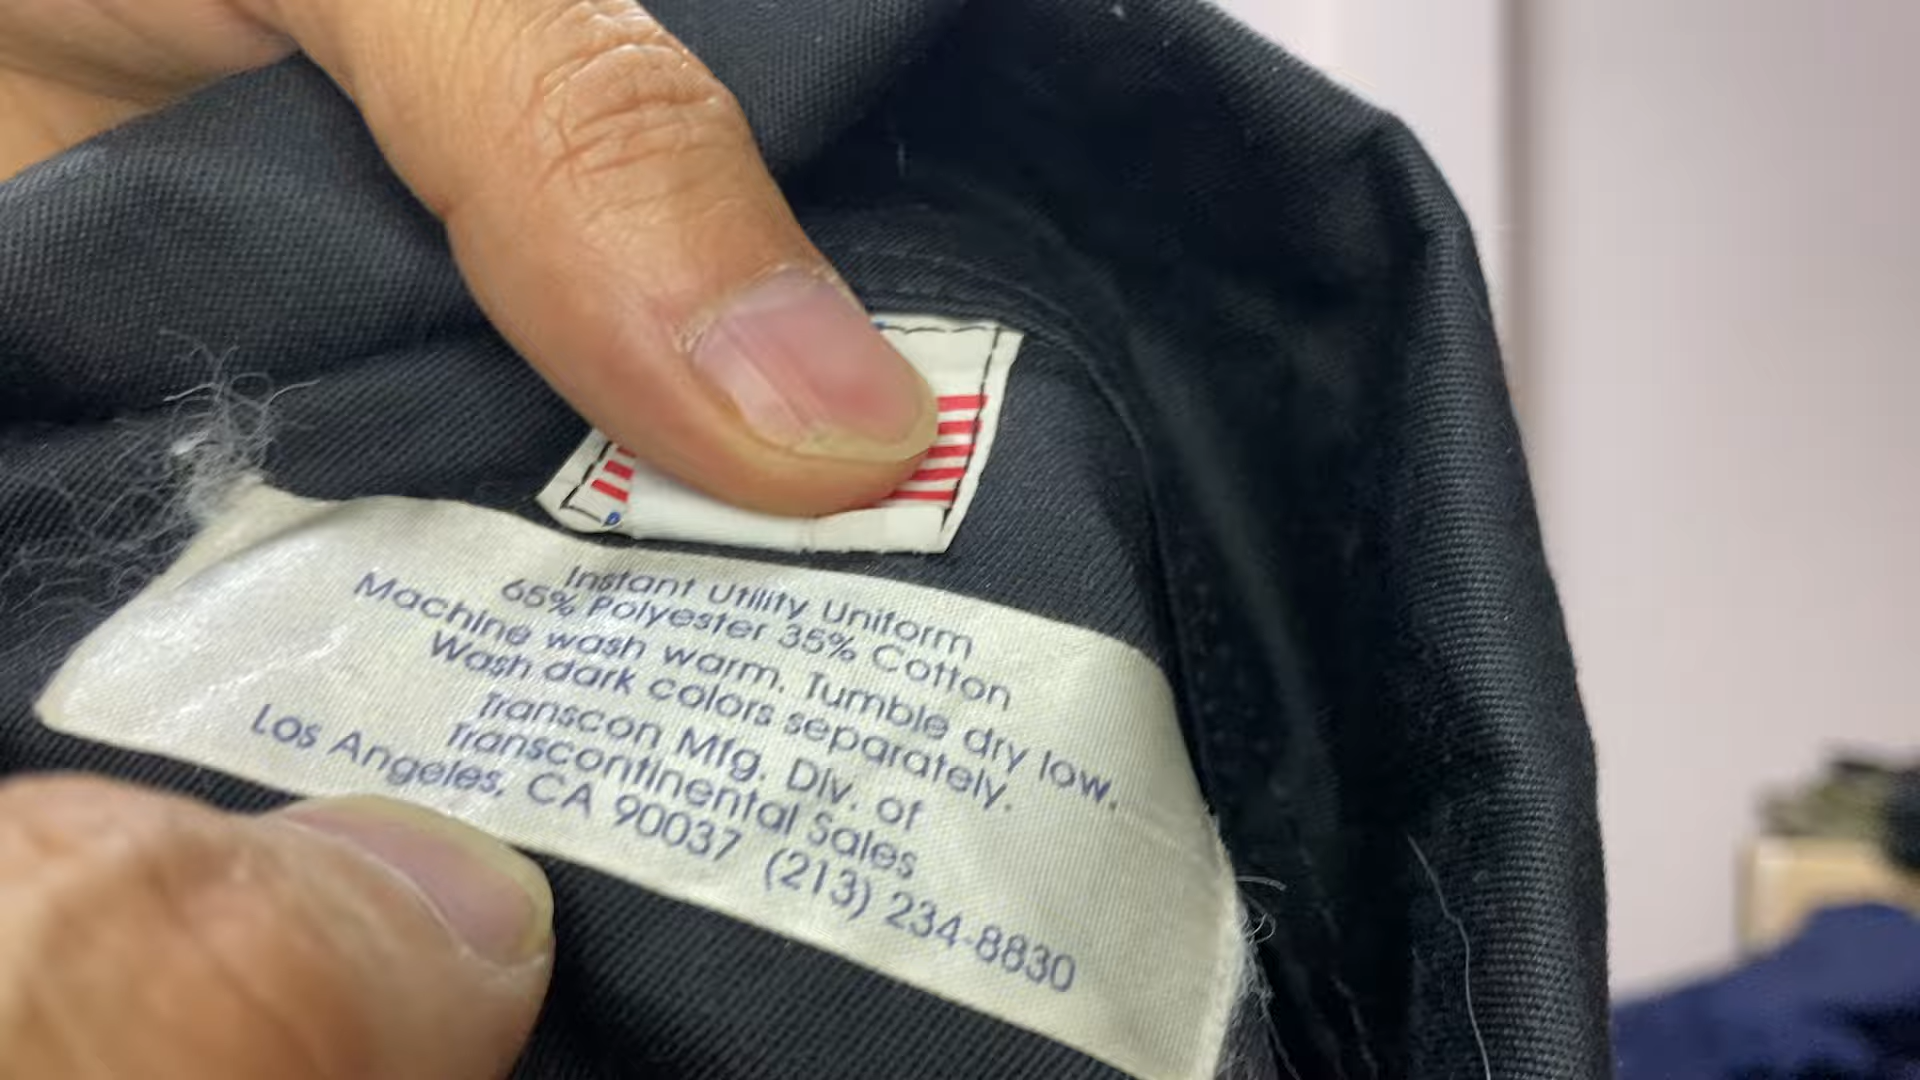 Instant Utility Uniform
65% Polyester 35% Cotton
Machine wash warm. Tumble dry low.
Wash dark colors separately.
Transcon Mfg. Div. of
Transcontinental Sales
Los Angeles, CA 90037 (213) 234-8830